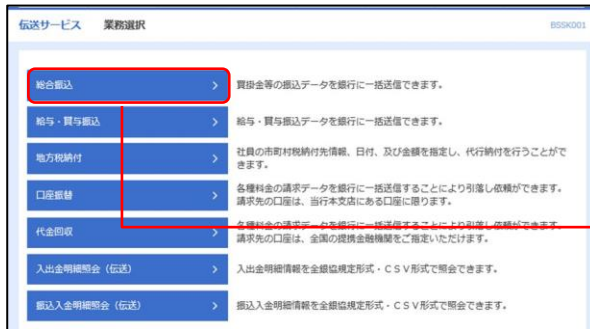 伝送サービス 業務選択 BSSK001
総合振込
買掛金等の振込データを銀行に一括送信できます。
給与・賞与振込
給与・賞与振込データを銀行に一括送信できます。
地方税納付
社員の市町村税納付先情報、日付、及び金額を指定し、代行納付を行うことがで
きます。
口座振替
各種料金の請求データを銀行に一括送信することにより引落し依頼ができます。
請求先の口座は、当行本支店にある口座に限ります。
代金回収
各種料金の請求データを銀行に一括送信することにより引落し依頼ができます。
請求先の口座は、全国の提携金融機関をご指定いただけます。
入出金明細照会（伝送）
入出金明細情報を全銀協規定形式・ＣＳＶ形式で照会できます。
振込入金明細照会（伝送）
振込入金明細情報を全銀協規定形式・ＣＳＶ形式で照会できます。